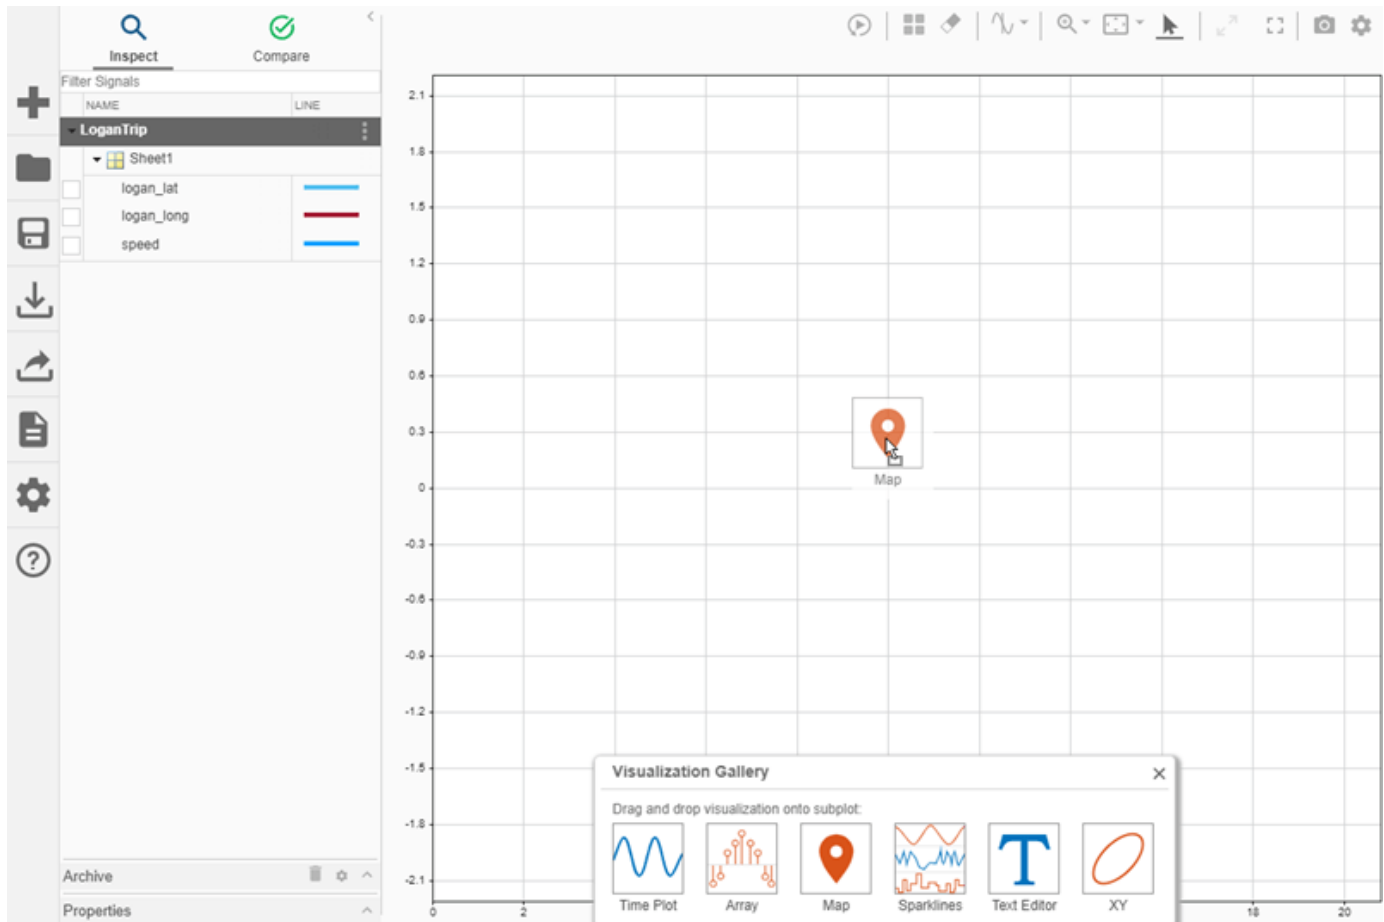 Inspect Compare
Filter Signals
NAME LINE
LoganTrip
Sheet1
logan_lat
logan_long
speed
Archive
Properties
2.1
1.8
1.5
1.2
0.9
0.6
0.3
0
-0.3
-0.6
-0.9
-1.2
-1.5
-1.8
-2.1
0 2 18 20
Map
Visualization Gallery
Drag and drop visualization onto subplot:
Time Plot Array Map Sparklines Text Editor XY